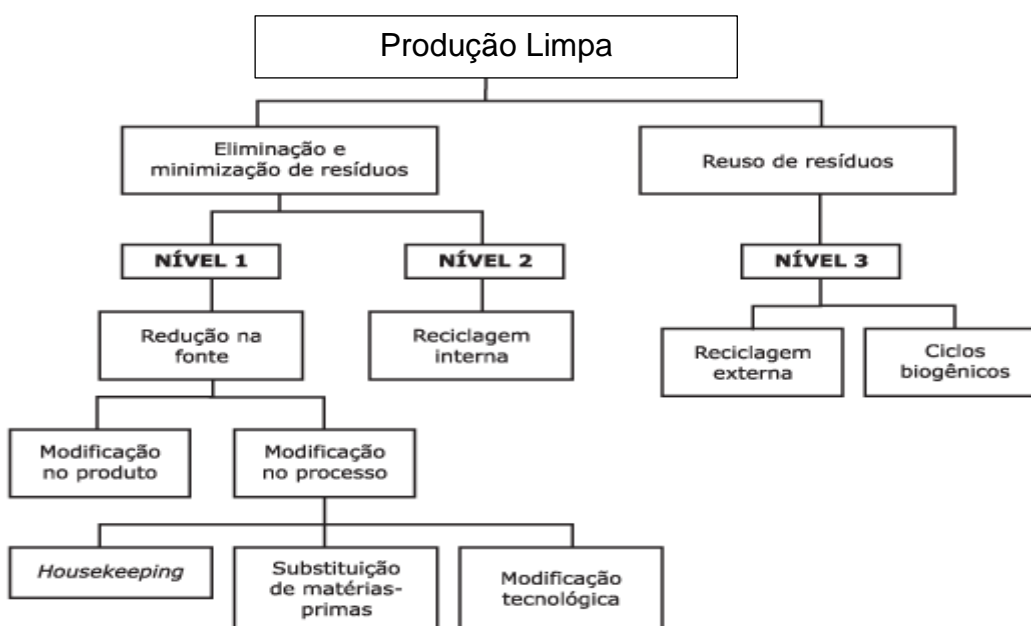 Produção Limpa
Eliminação e
minimização de resíduos
Reuso de resíduos
NÍVEL 1
NÍVEL 2
NÍVEL 3
Redução na
fonte
Reciclagem
interna
Reciclagem
externa
Ciclos
biogênicos
Modificação
no produto
Modificação
no processo
Housekeeping
Substituição
de matérias-
primas
Modificação
tecnológica